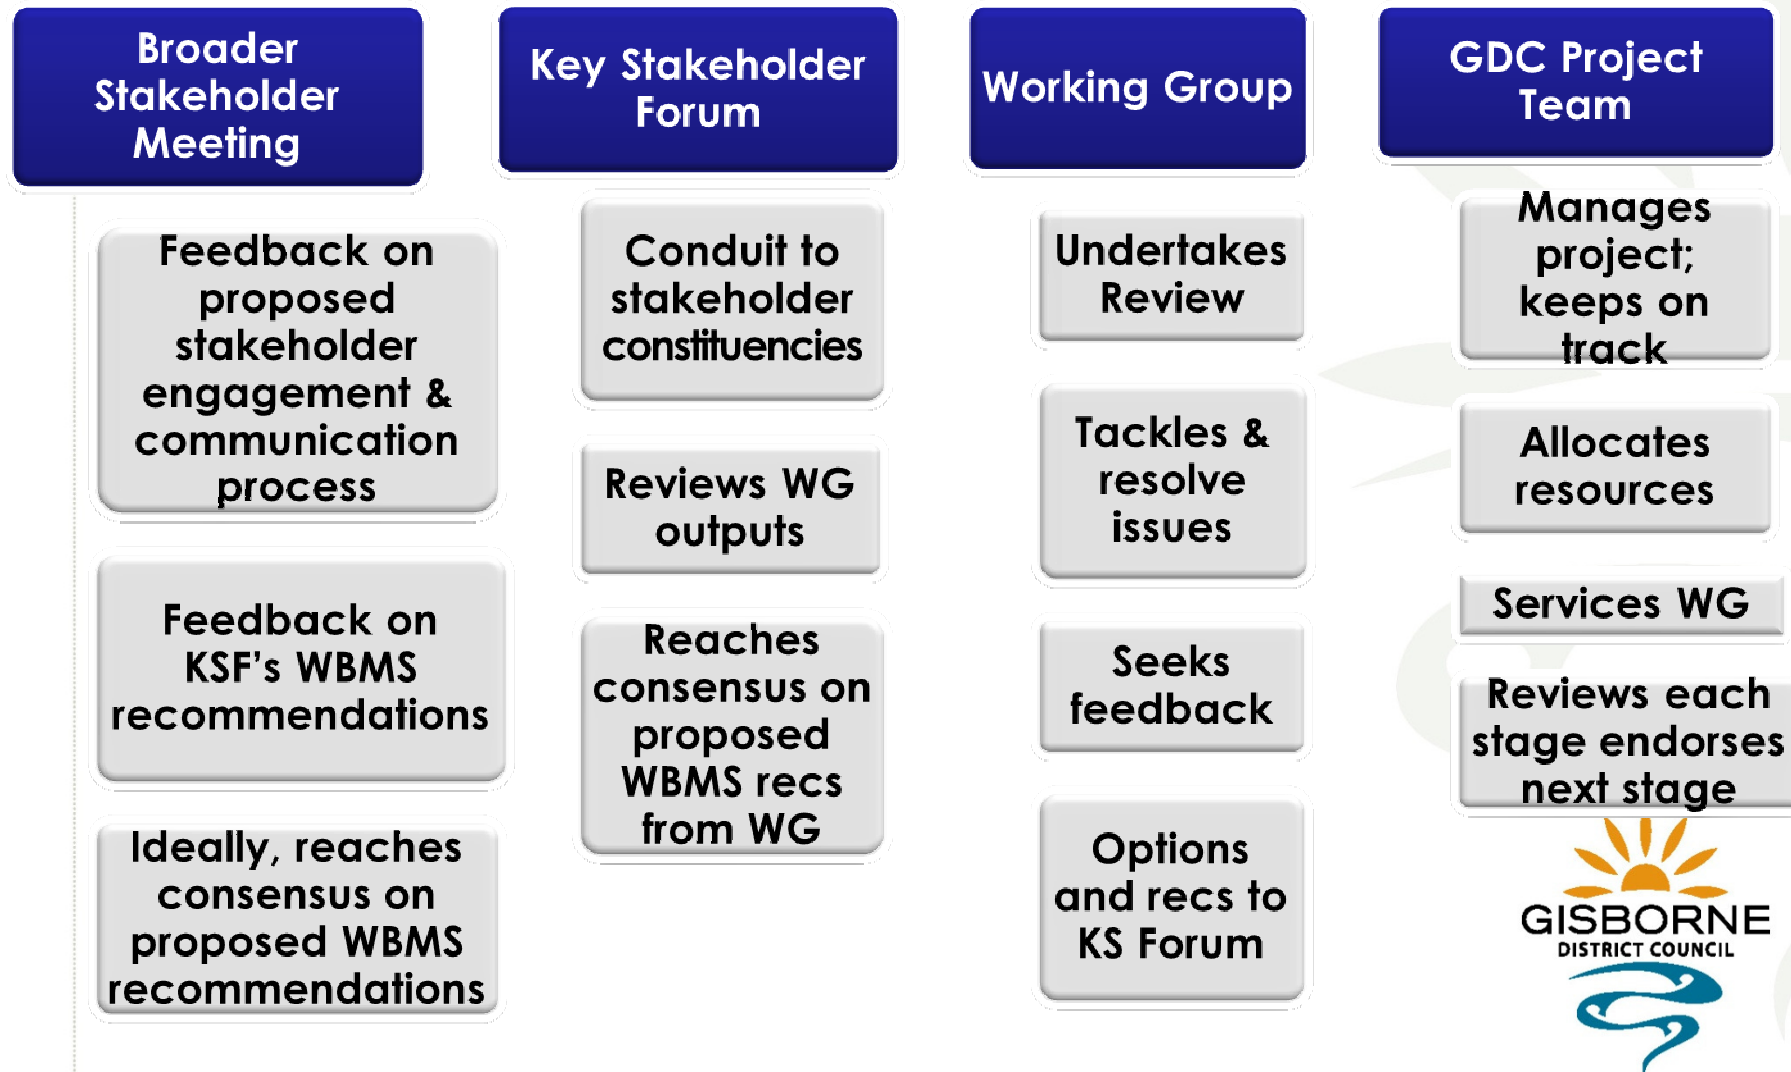 Broader
Stakeholder
Meeting
Feedback on
proposed
stakeholder
engagement &
communication
process
Feedback on
KSF’s WBMS
recommendations
Ideally, reaches
consensus on
proposed WBMS
recommendations
Key Stakeholder
Forum
Conduit to
stakeholder
constituencies
Reviews WG
outputs
Reaches
consensus on
proposed
WBMS recs
from WG
Working Group
Undertakes
Review
Tackles &
resolve
issues
Seeks
feedback
Options
and recs to
KS Forum
GDC Project
Team
Manages
project;
keeps on
track
Allocates
resources
Services WG
Reviews each
stage endorses
next stage
GISBORNE
DISTRICT COUNCIL